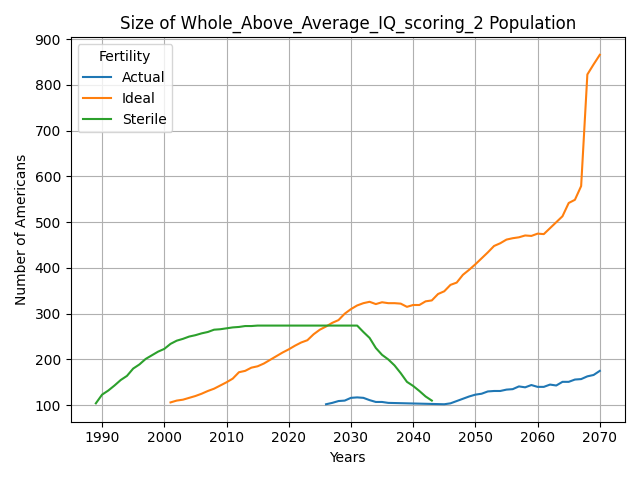 Size of Whole_Above_Average_IQ_scoring_2 Population
Fertility
Actual
Ideal
Sterile
Number of Americans
900
800
700
600
500
400
300
200
100
1990 2000 2010 2020 2030 2040 2050 2060 2070
Years